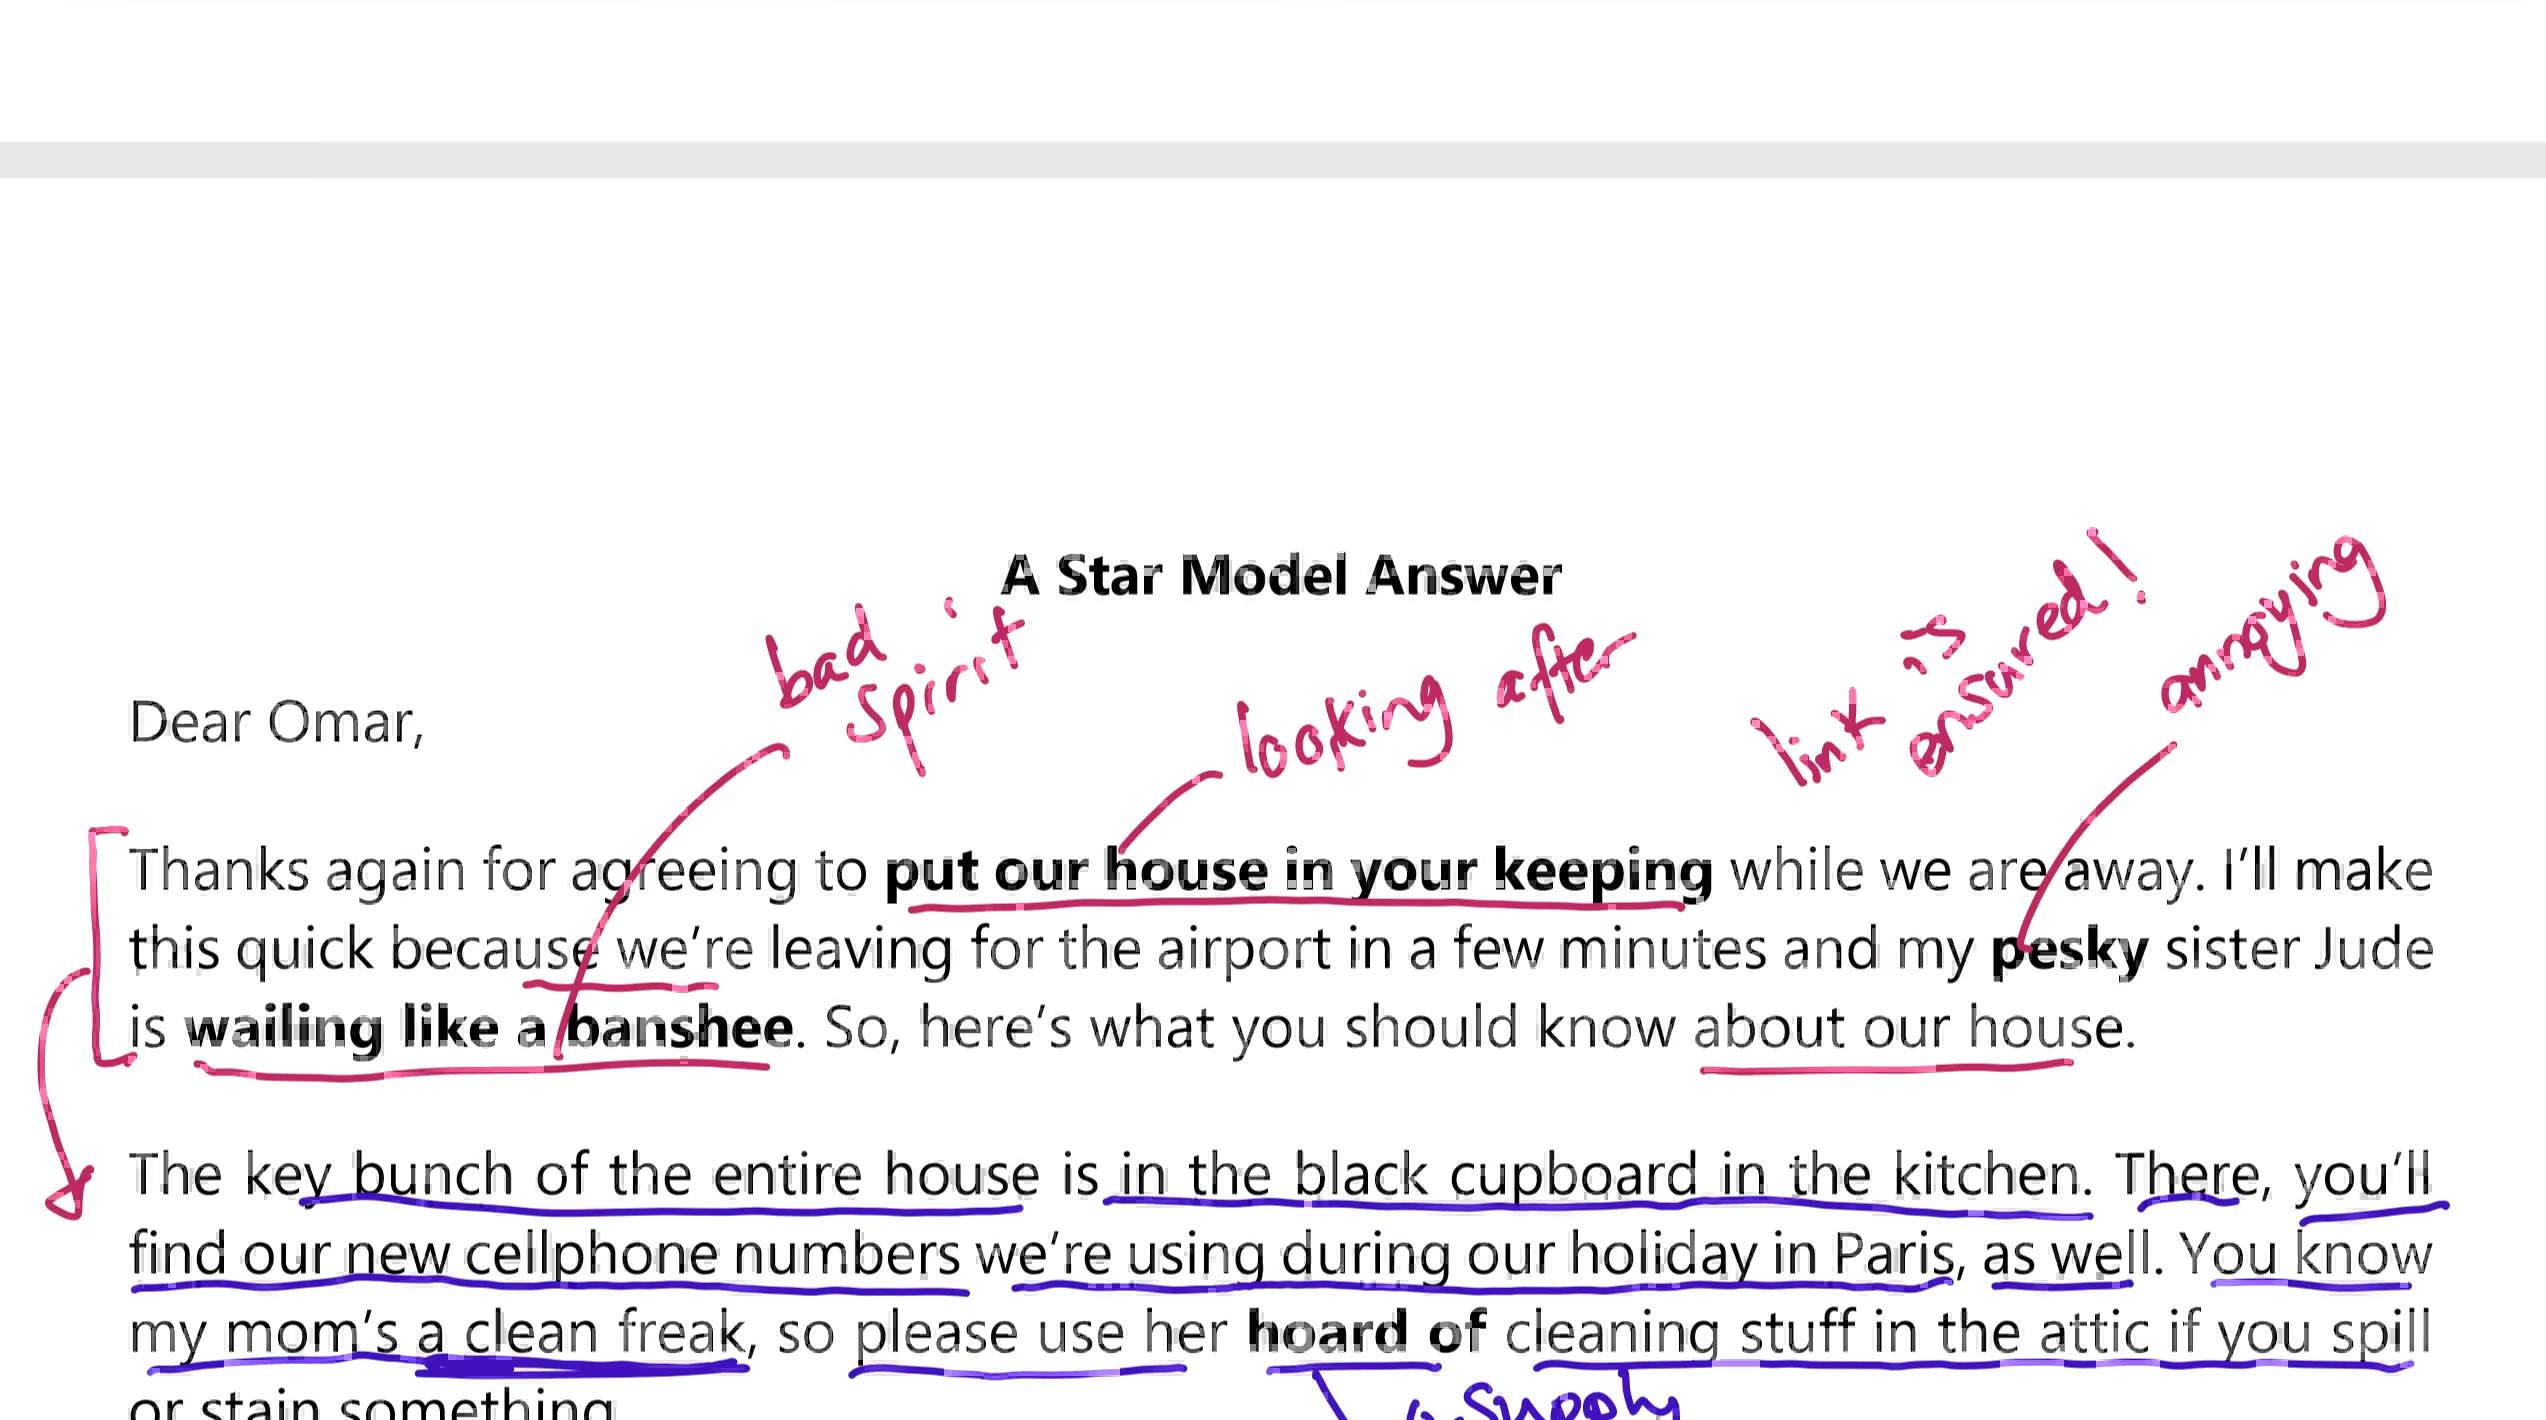 A Star Model Answer
bad
spirit
looking after
link is
ensured!
annoying
Dear Omar,
Thanks again for agreeing to put our house in your keeping while we are away. I'll make
this quick because we're leaving for the airport in a few minutes and my pesky sister Jude
is wailing like a banshee. So, here's what you should know about our house.
The key bunch of the entire house is in the black cupboard in the kitchen. There, you'll
find our new cellphone numbers we're using during our holiday in Paris, as well. You know
my mom's a clean freak, so please use her hoard of cleaning stuff in the attic if you spill
or stain something
a supply